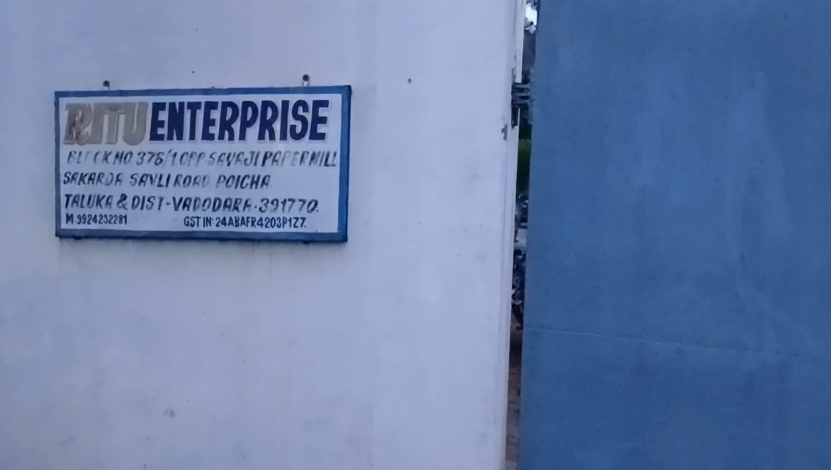 RITU ENTERPRISE
BLOCK NO. 376/1.OPP-SAYAJI PAPER MILL
SAKARDA SAVLI ROAD POICHA
TALUKA & DIST-VADODARA-391770.
M.9924232281 GST IN:24ABAFR4203P1Z7.